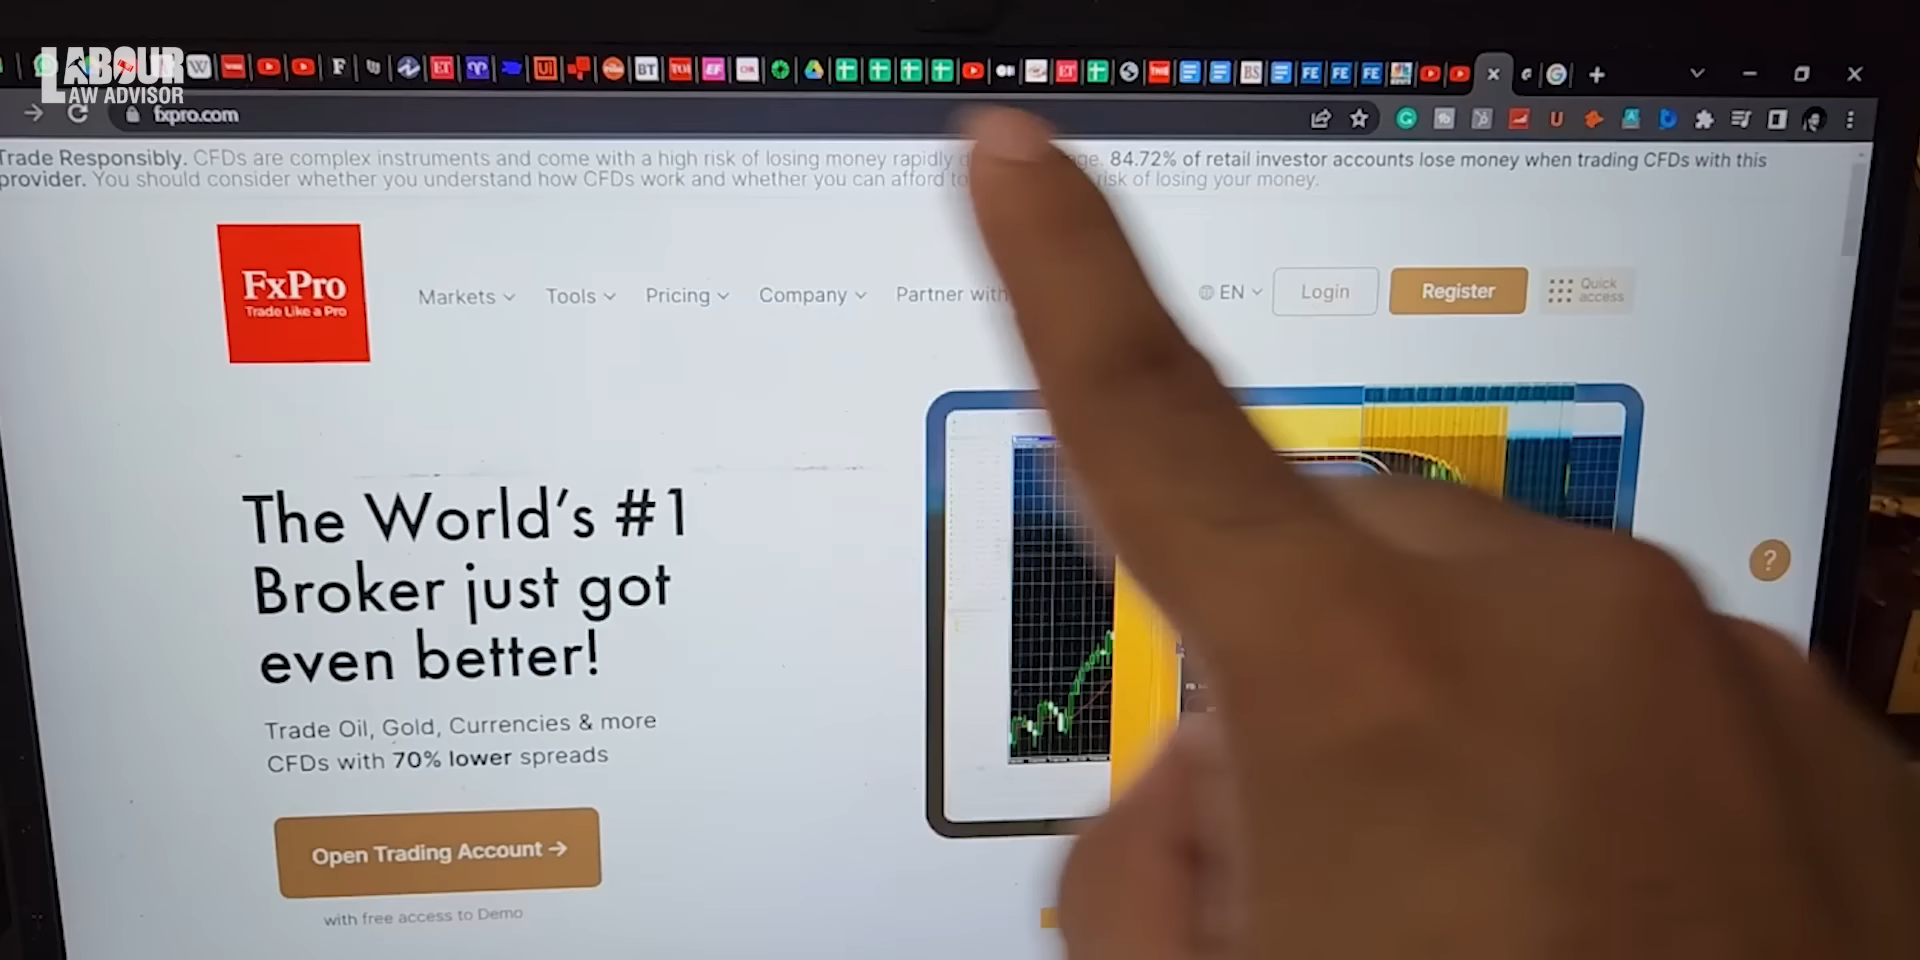 LABOUR
LAW ADVISOR
fxpro.com
Trade Responsibly. CFDs are complex instruments and come with a high risk of losing money rapidly 84.72% of retail investor accounts lose money when trading CFDs with this
provider. You should consider whether you understand how CFDs work and whether you can afford to risk of losing your money.
FxPro
Trade Like a Pro
Markets Tools Pricing Company Partner with EN Login Register Quick access
The World's #1
Broker just got
even better!
Trade Oil, Gold, Currencies & more
CFDs with 70% lower spreads
Open Trading Account →
with free access to Demo
?